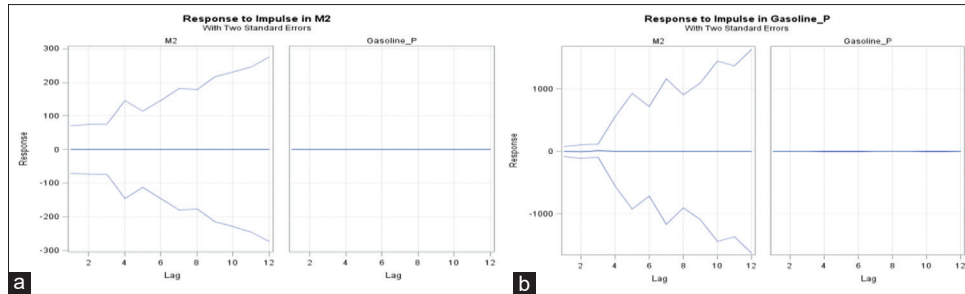 Response to Impulse in M2
With Two Standard Errors
M2
Gasoline_P
300
200
100
0
-100
-200
-300
Response
2
4
6
8
10
12
2
4
6
8
10
12
Lag
Lag
a
Response to Impulse in Gasoline_P
With Two Standard Errors
M2
Gasoline_P
1000
0
-1000
Response
2
4
6
8
10
12
2
4
6
8
10
12
Lag
Lag
b